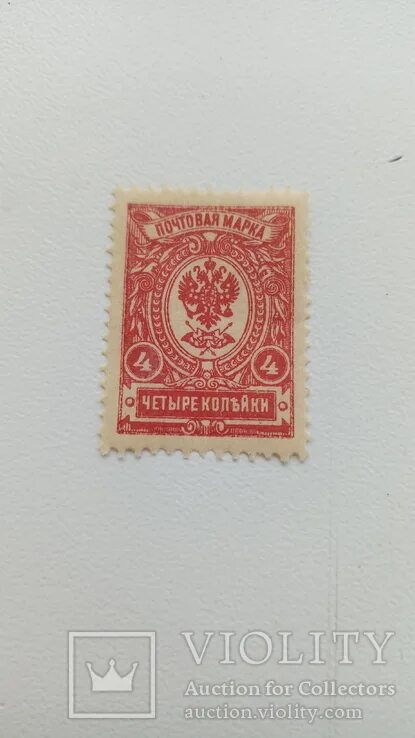 ПОЧТОВАЯ МАРКА
4 4
ЧЕТЫРЕ КОПѢЙКИ
VIOLITY
Auction for Collectors
auction.violity.com